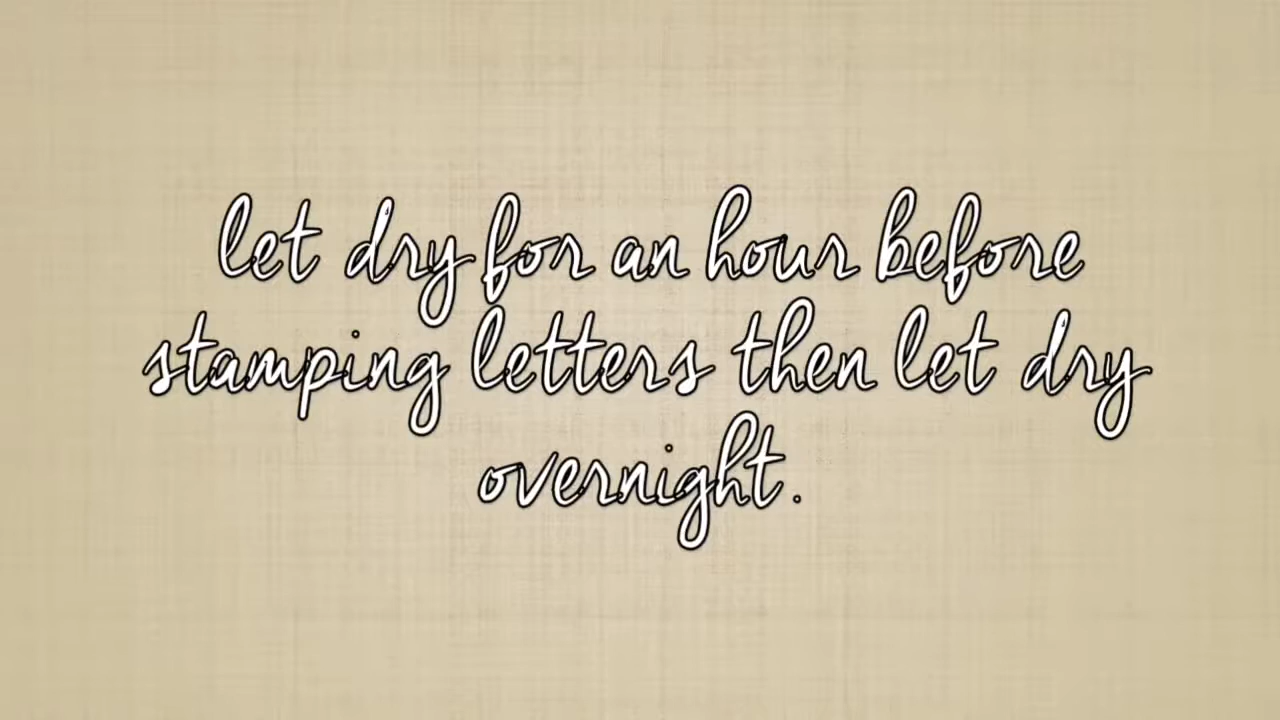 let dry for an hour before
stamping letters then let dry
overnight.